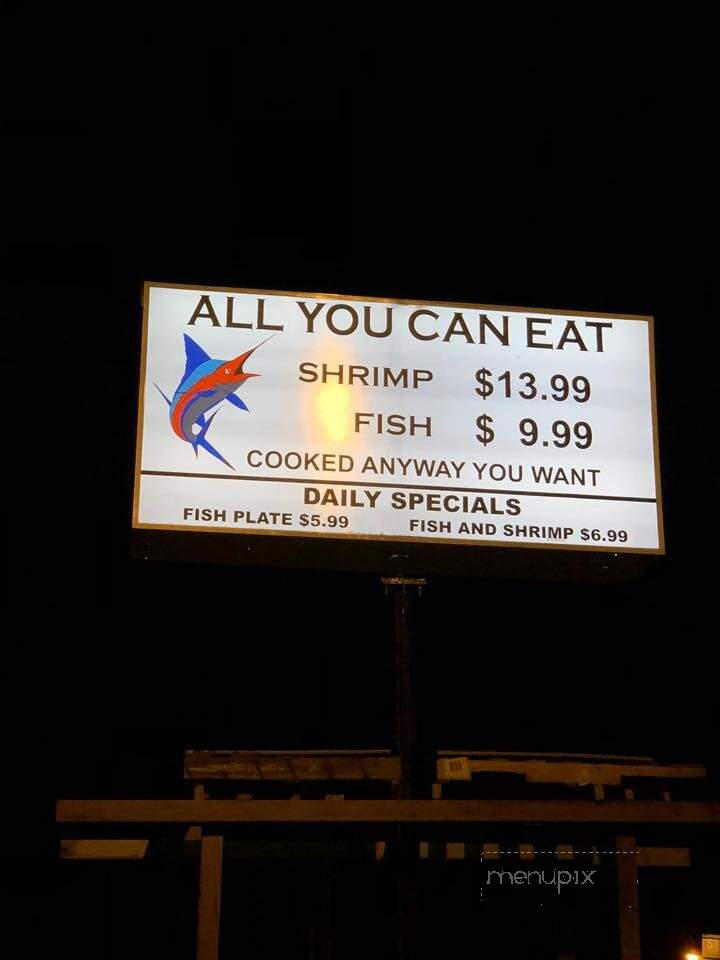 ALL YOU CAN EAT
SHRIMP $13.99
FISH $ 9.99
COOKED ANYWAY YOU WANT
DAILY SPECIALS
FISH PLATE $5.99 FISH AND SHRIMP $6.99
menupix